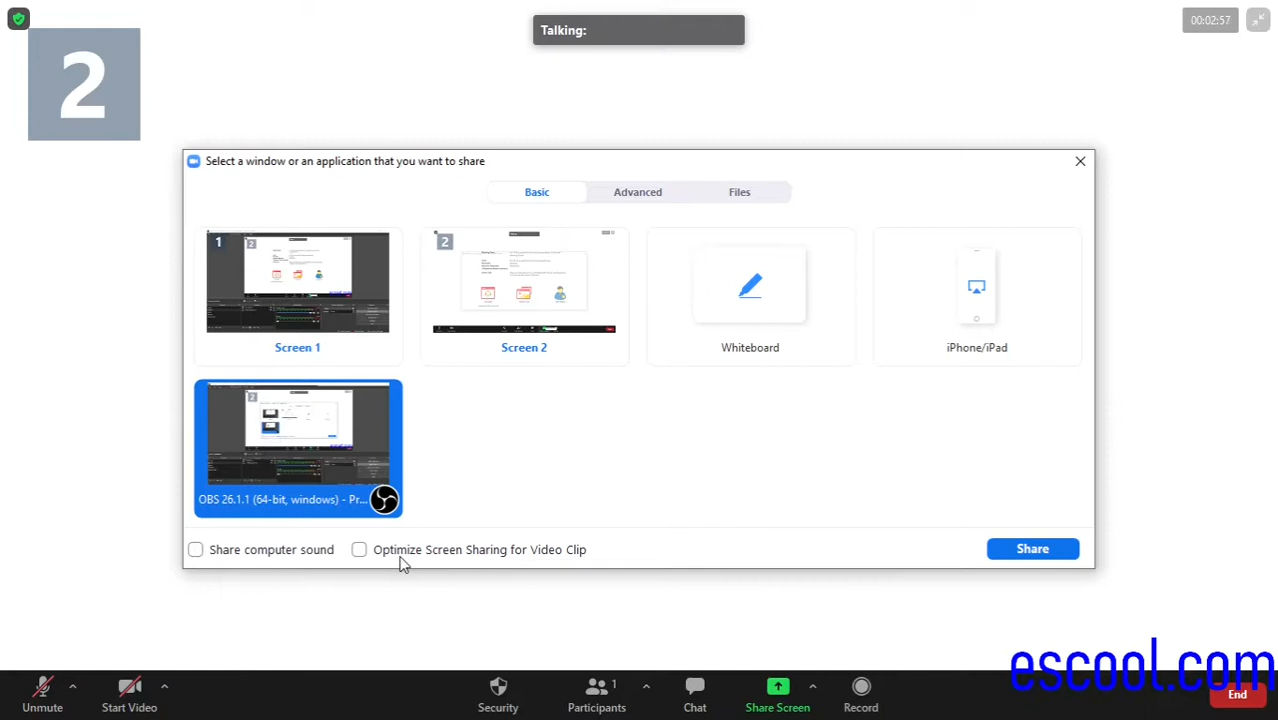 Talking:
00:02:57
2
Select a window or an application that you want to share
Basic
Advanced
Files
1
2
2
Screen 1
Screen 2
Whiteboard
iPhone/iPad
2
OBS 26.1.1 (64-bit, windows) - Pr...
Share computer sound
Optimize Screen Sharing for Video Clip
Share
escool.com
1
Unmute
Start Video
Security
Participants
Chat
Share Screen
Record
End